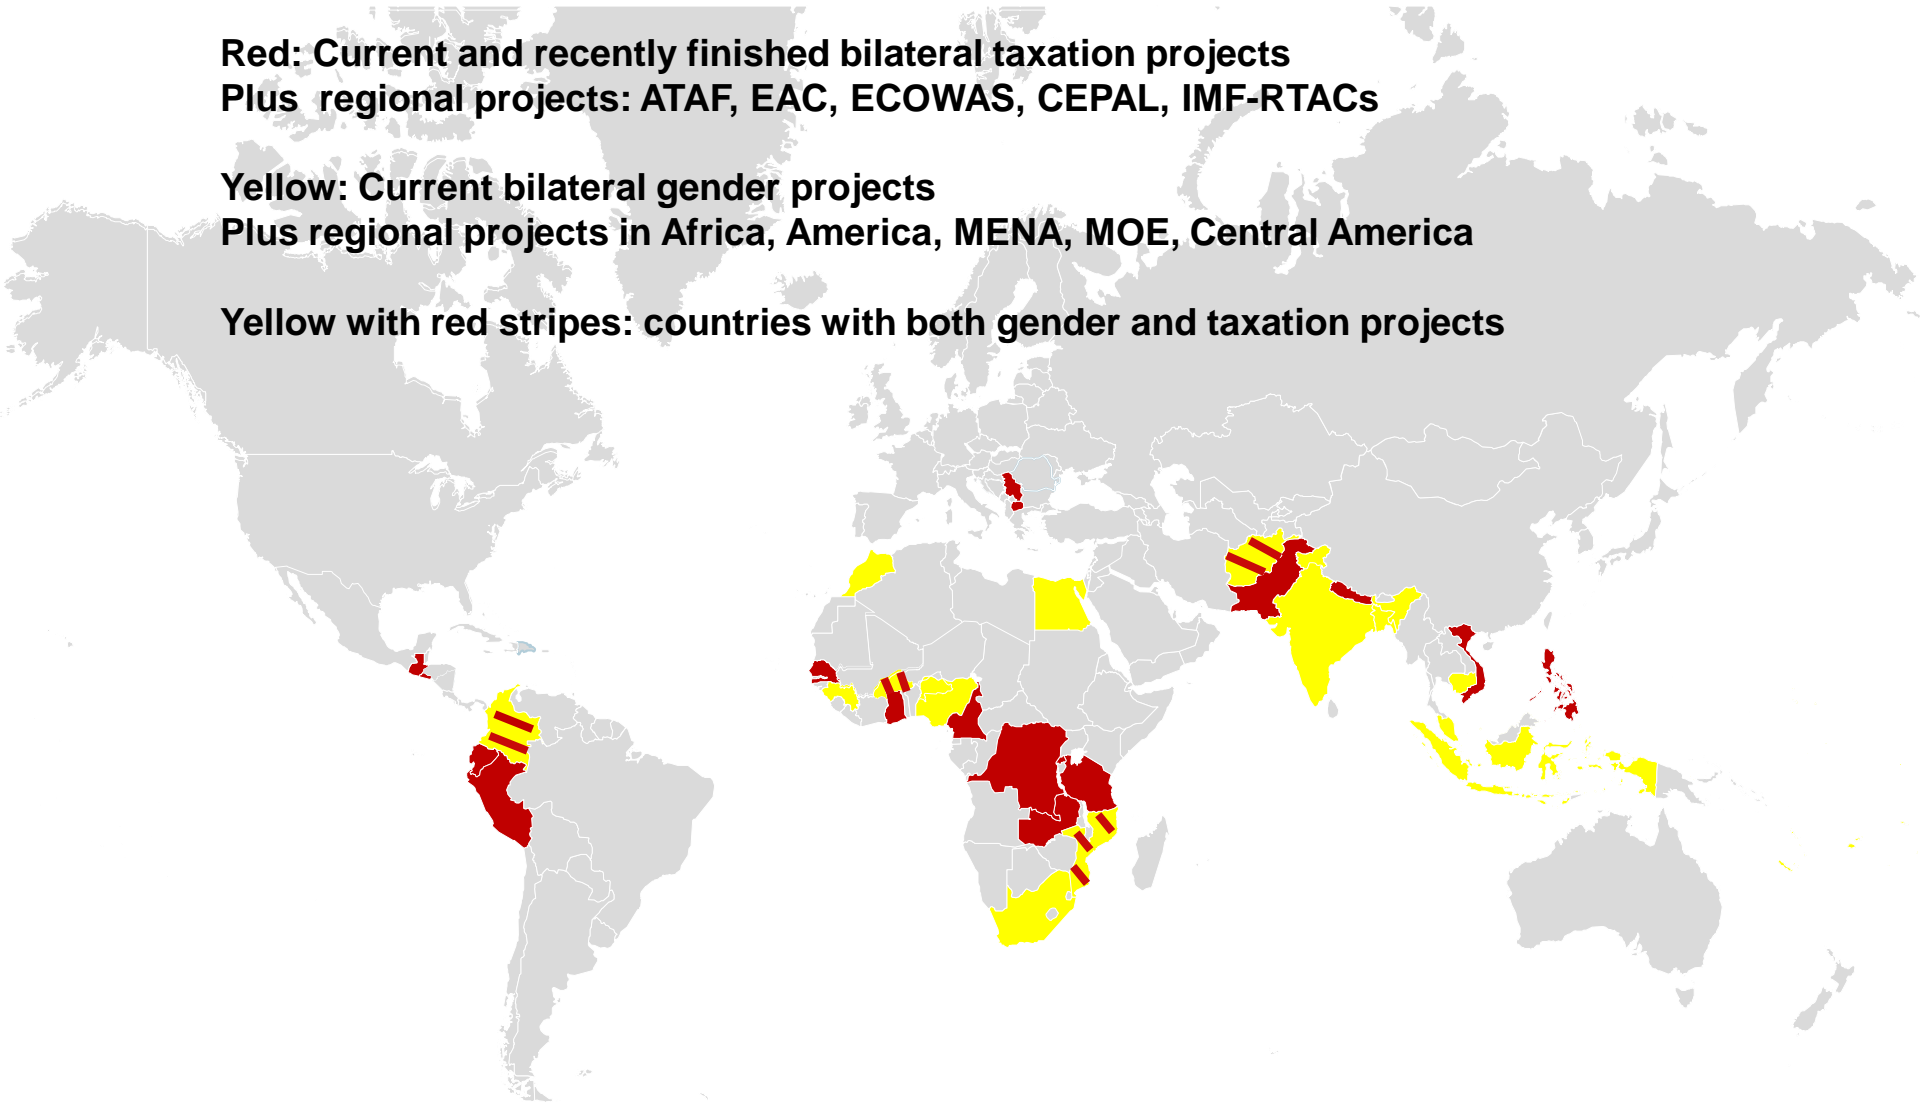 Red: Current and recently finished bilateral taxation projects
Plus  regional projects: ATAF, EAC, ECOWAS, CEPAL, IMF-RTACs
Yellow: Current bilateral gender projects
Plus regional projects in Africa, America, MENA, MOE, Central America
Yellow with red stripes: countries with both gender and taxation projects